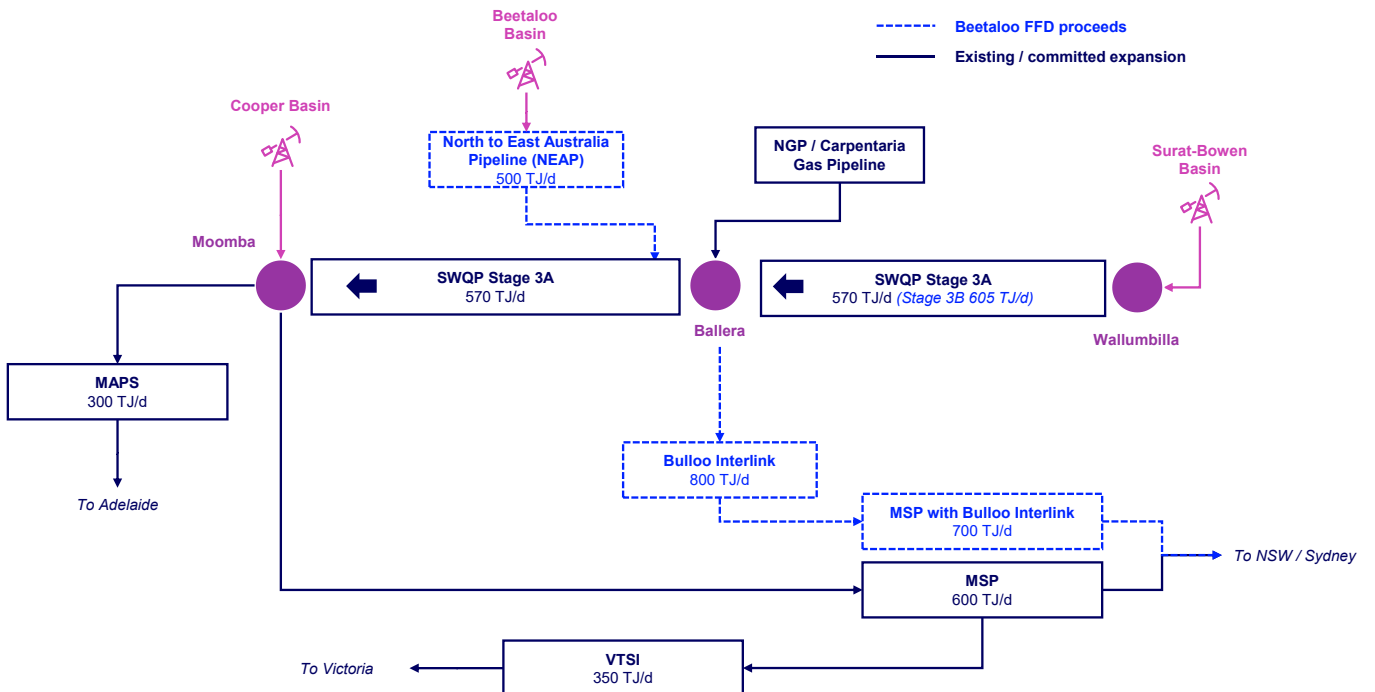 Beetaloo
Basin
Beetaloo FFD proceeds
Existing / committed expansion
Cooper Basin
North to East Australia
Pipeline (NEAP)
500 TJ/d
NGP / Carpentaria
Gas Pipeline
Surat-Bowen
Basin
Moomba
SWQP Stage 3A
570 TJ/d
SWQP Stage 3A
570 TJ/d (Stage 3B 605 TJ/d)
Ballera
Wallumbilla
MAPS
300 TJ/d
To Adelaide
Bulloo Interlink
800 TJ/d
MSP with Bulloo Interlink
700 TJ/d
To NSW / Sydney
MSP
600 TJ/d
To Victoria
VTSI
350 TJ/d